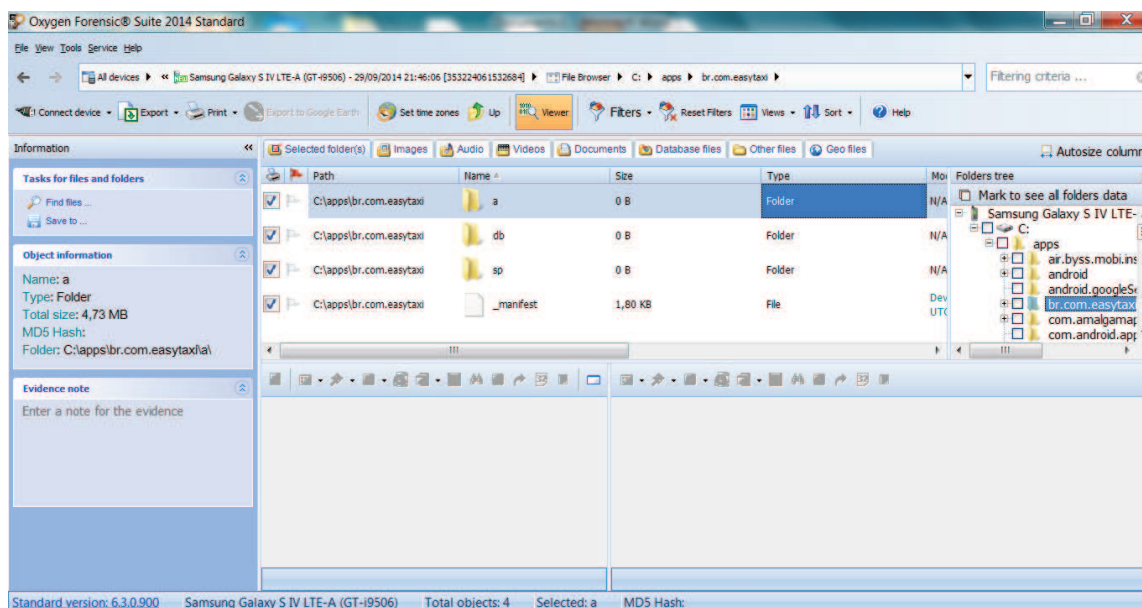 Oxygen Forensic® Suite 2014 Standard
File View Tools Service Help
All devices « Samsung Galaxy S IV LTE-A (GT-I9506) - 29/09/2014 21:46:06 [353224061532684] File Browser C: apps br.com.easytaxi Filtering criteria ...
Connect device Export Print Export to Google Earth Set time zones Up Viewer Filters Reset Filters Views Sort Help
Information « Selected folder(s) Images Audio Videos Documents Database files Other files Geo files Autosize column
Tasks for files and folders
Find files ...
Save to ...
Object information
Name: a
Type: Folder
Total size: 4,73 MB
MD5 Hash:
Folder: C:\apps\br.com.easytaxi\a\
Evidence note
Enter a note for the evidence
Path Name Size Type Mo
C:\apps\br.com.easytaxi a 0 B Folder N/A
C:\apps\br.com.easytaxi db 0 B Folder N/A
C:\apps\br.com.easytaxi sp 0 B Folder N/A
C:\apps\br.com.easytaxi _manifest 1,80 KB File Dev
UTC
Folders tree
Mark to see all folders data
Samsung Galaxy S IV LTE-
C:
apps
air.byss.mobi.ins
android
android.googleSe
br.com.easytaxi
com.amalgamap
com.android.app
Standard version: 6.3.0.900 Samsung Galaxy S IV LTE-A (GT-I9506) Total objects: 4 Selected: a MD5 Hash: